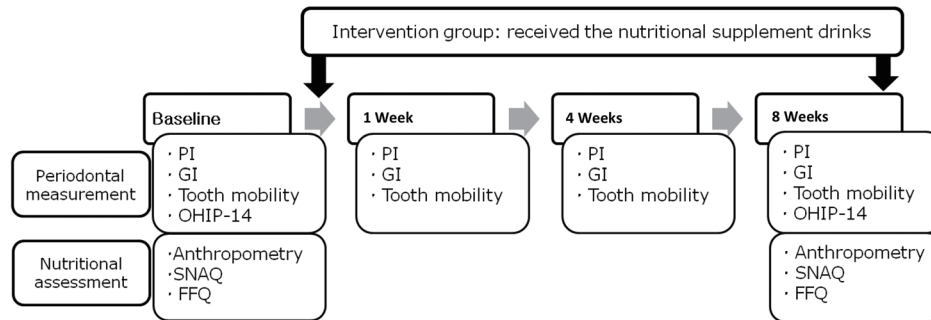 Intervention group: received the nutritional supplement drinks
Baseline
1 Week
4 Weeks
8 Weeks
Periodontal
measurement
· PI
· GI
· Tooth mobility
· OHIP-14
· PI
· GI
· Tooth mobility
· PI
· GI
· Tooth mobility
· PI
· GI
· Tooth mobility
· OHIP-14
Nutritional
assessment
·Anthropometry
·SNAQ
· FFQ
· Anthropometry
· SNAQ
· FFQ